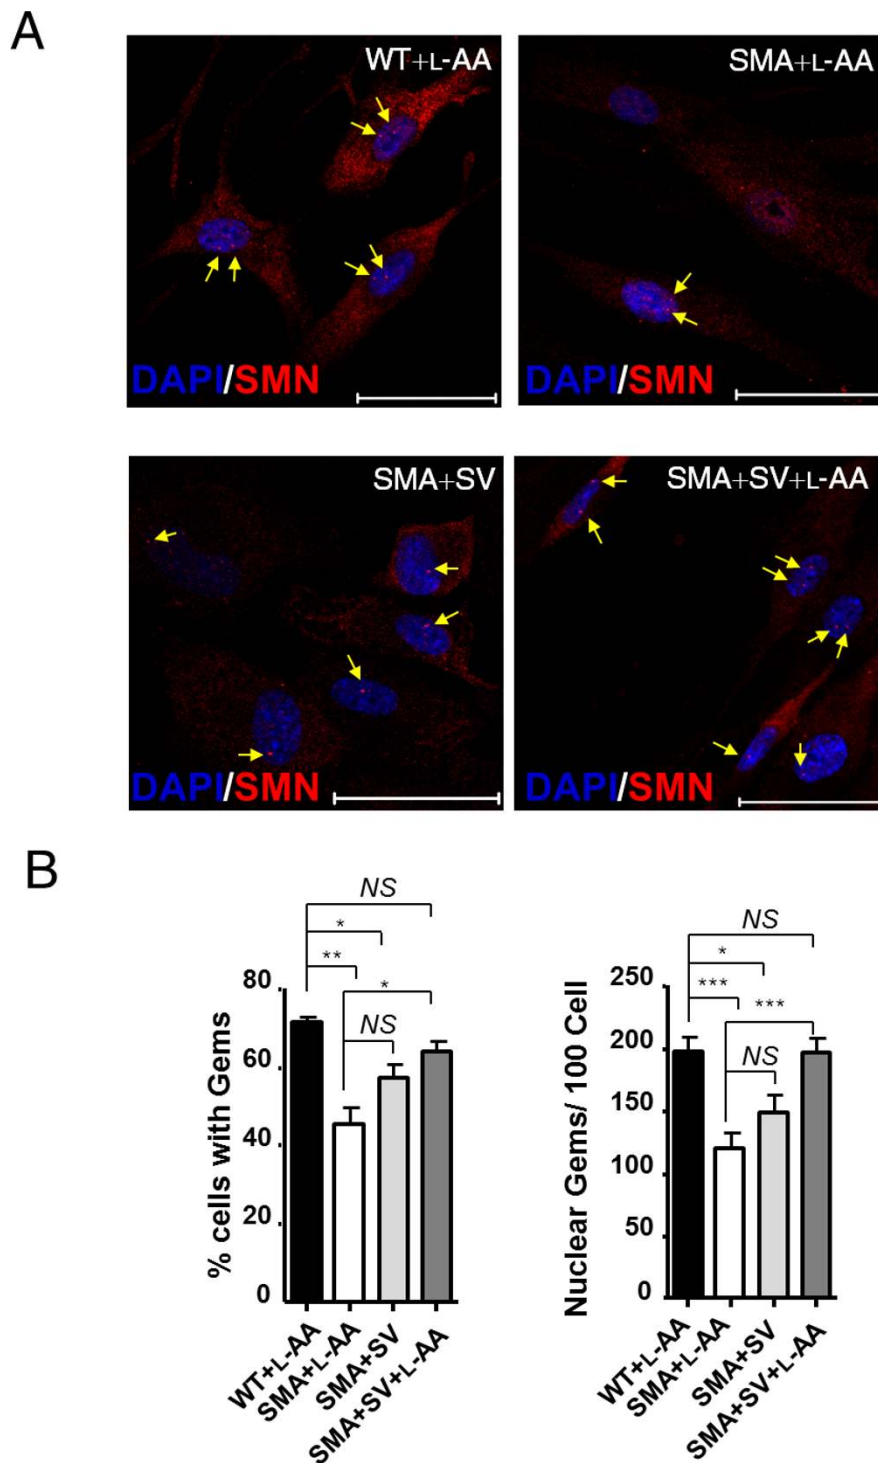 A
WT+L-AA
SMA+L-AA
DAPI/SMN
DAPI/SMN
SMA+SV
SMA+SV+L-AA
DAPI/SMN
DAPI/SMN
B
NS
*
**
*
NS
80
60
40
20
0
% cells with Gems
WT+L-AA
SMA+L-AA
SMA+SV
SMA+SV+L-AA
NS
*
***
***
NS
250
200
150
100
50
0
Nuclear Gems/ 100 Cell
WT+L-AA
SMA+L-AA
SMA+SV
SMA+SV+L-AA